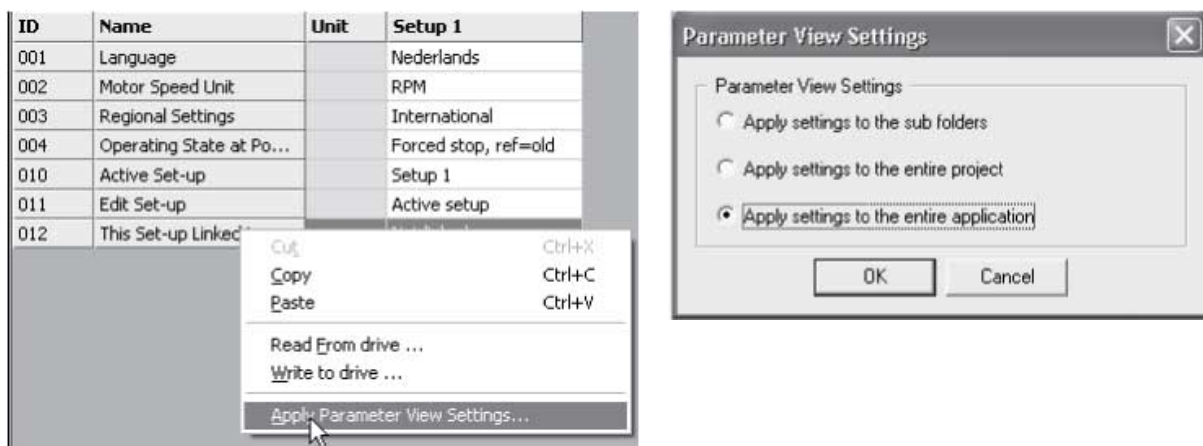 ID Name Unit Setup 1
001 Language Nederlands
002 Motor Speed Unit RPM
003 Regional Settings International
004 Operating State at Po... Forced stop, ref=old
010 Active Set-up Setup 1
011 Edit Set-up Active setup
012 This Set-up Linked
Cut Ctrl+X
Copy Ctrl+C
Paste Ctrl+V
Read From drive ...
Write to drive ...
Apply Parameter View Settings...
Parameter View Settings
Parameter View Settings
Apply settings to the sub folders
Apply settings to the entire project
Apply settings to the entire application
OK Cancel